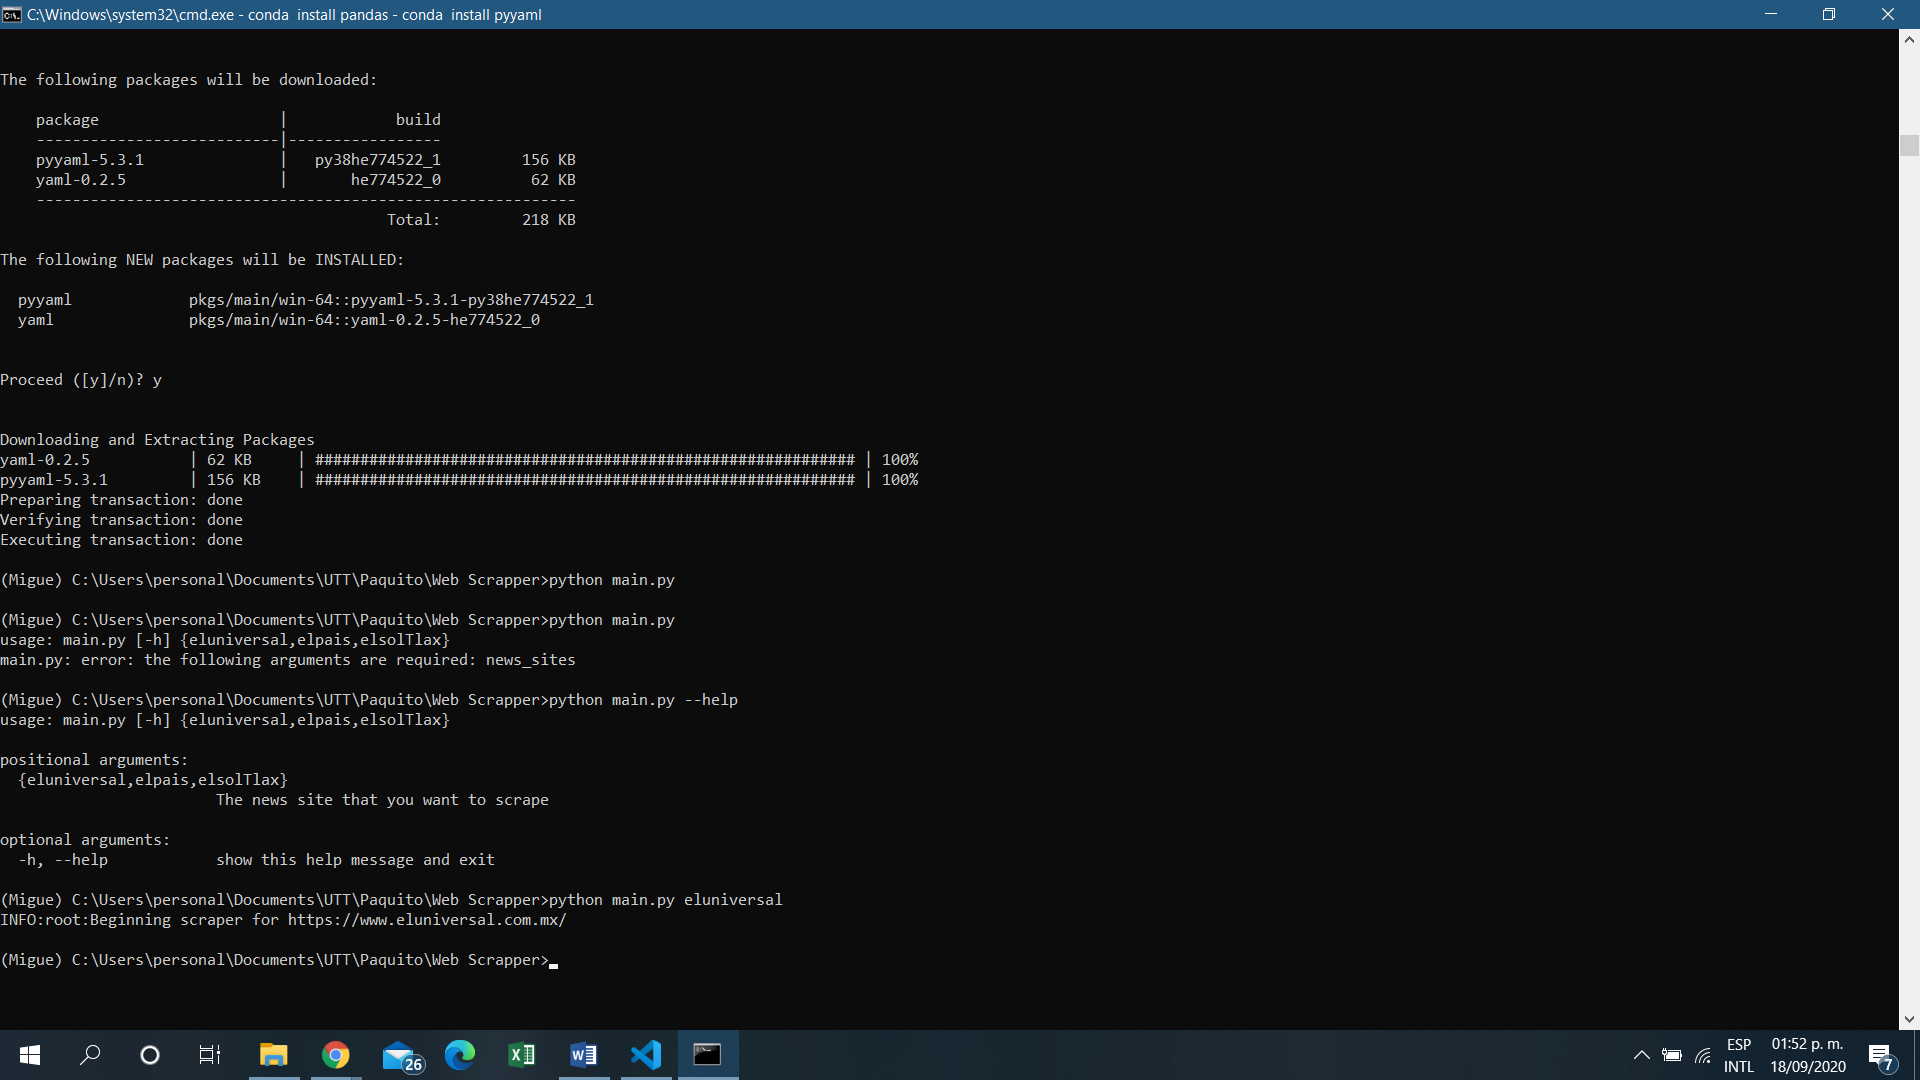 C:\Windows\system32\cmd.exe - conda  install pandas - conda  install pyyaml
The following packages will be downloaded:
    package                    |            build
    ---------------------------|-----------------
    pyyaml-5.3.1               |   py38he774522_1         156 KB
    yaml-0.2.5                 |       he774522_0          62 KB
    ------------------------------------------------------------
                                           Total:         218 KB
The following NEW packages will be INSTALLED:
  pyyaml             pkgs/main/win-64::pyyaml-5.3.1-py38he774522_1
  yaml               pkgs/main/win-64::yaml-0.2.5-he774522_0
Proceed ([y]/n)? y
Downloading and Extracting Packages
yaml-0.2.5           | 62 KB     | ############################################################ | 100%
pyyaml-5.3.1         | 156 KB    | ############################################################ | 100%
Preparing transaction: done
Verifying transaction: done
Executing transaction: done
(Migue) C:\Users\personal\Documents\UTT\Paquito\Web Scrapper>python main.py
(Migue) C:\Users\personal\Documents\UTT\Paquito\Web Scrapper>python main.py
usage: main.py [-h] {eluniversal,elpais,elsolTlax}
main.py: error: the following arguments are required: news_sites
(Migue) C:\Users\personal\Documents\UTT\Paquito\Web Scrapper>python main.py --help
usage: main.py [-h] {eluniversal,elpais,elsolTlax}
positional arguments:
  {eluniversal,elpais,elsolTlax}
                        The news site that you want to scrape
optional arguments:
  -h, --help            show this help message and exit
(Migue) C:\Users\personal\Documents\UTT\Paquito\Web Scrapper>python main.py eluniversal
INFO:root:Beginning scraper for https://www.eluniversal.com.mx/
(Migue) C:\Users\personal\Documents\UTT\Paquito\Web Scrapper>
26
ESP
INTL
01:52 p. m.
18/09/2020
7